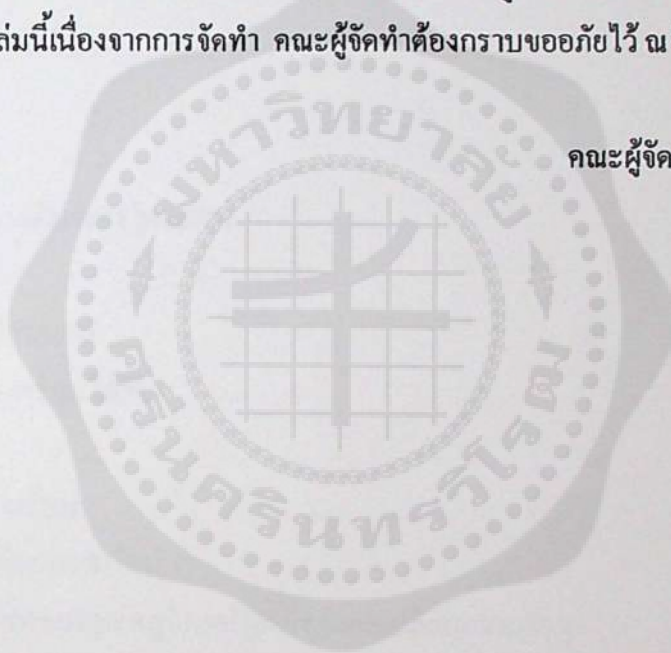 ล่มนี้เนื่องจากการจัดทำ คณะผู้จัดทำต้องกราบขออภัยไว้ ณ
คณะผู้จัด
มหาวิทยาลัย
ศรีนครินทรวิโรฒ